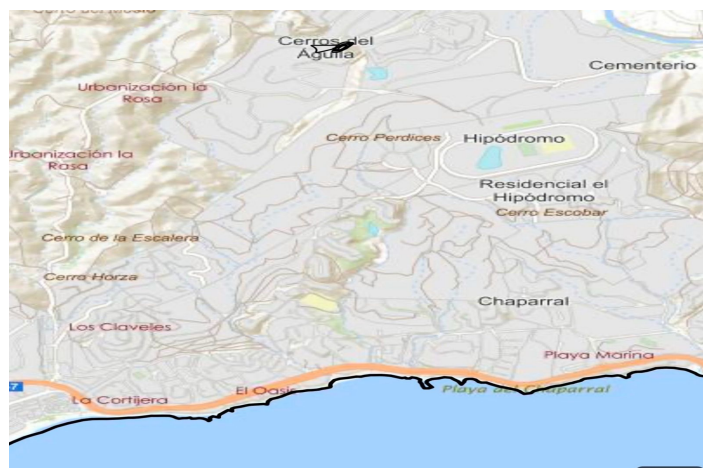 Cerros del
Águila
Cementerio
Urbanización la
Rosa
Cerro Perdices
Hipódromo
Urbanización la
Rosa
Residencial el
Hipódromo
Cerro Escobar
Cerro de la Escalera
Cerro Horza
Chaparral
Los Claveles
Playa Marina
7
El Oasis
Playa del Chaparral
La Cortijera